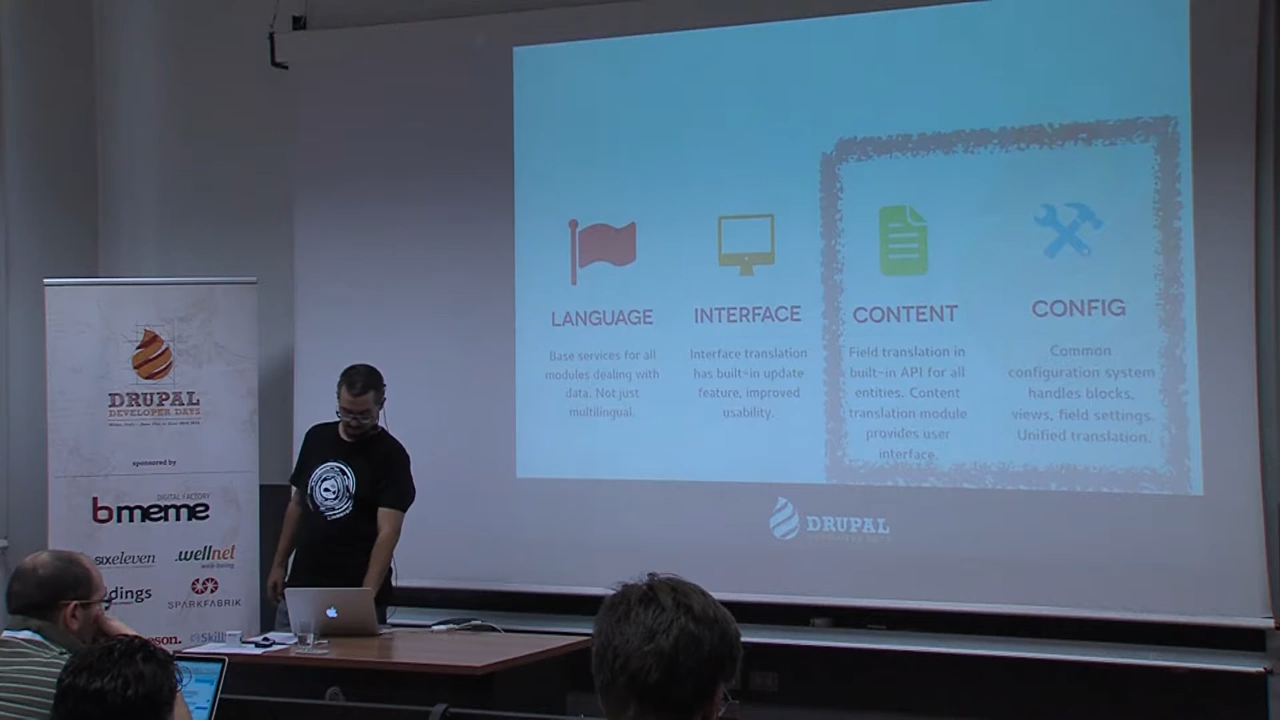 LANGUAGE
Base services for all
modules dealing with
data. Not just
multilingual.
INTERFACE
Interface translation
has built-in update
feature, improved
usability.
CONTENT
Field translation in
built-in API for all
entities. Content
translation module
provides user
interface.
CONFIG
Common
configuration system
handles blocks,
views, field settings.
Unified translation.
DRUPAL
DRUPAL
DEVELOPER DAYS
sponsored by
DIGITAL FACTORY
bmeme
sixeleven
.wellnet
dings
SPARKFABRIK
son.
Skill